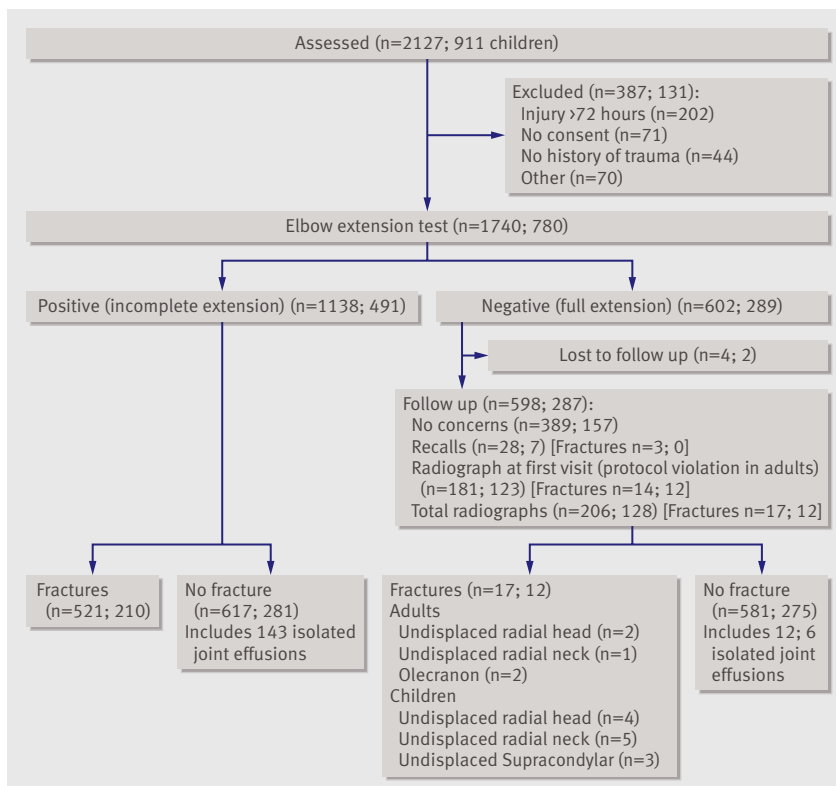 Assessed (n=2127; 911 children)
Excluded (n=387; 131):
Injury >72 hours (n=202)
No consent (n=71)
No history of trauma (n=44)
Other (n=70)
Elbow extension test (n=1740; 780)
Positive (incomplete extension) (n=1138; 491)
Negative (full extension) (n=602; 289)
Lost to follow up (n=4; 2)
Follow up (n=598; 287):
No concerns (n=389; 157)
Recalls (n=28; 7) [Fractures n=3; 0]
Radiograph at first visit (protocol violation in adults)
(n=181; 123) [Fractures n=14; 12]
Total radiographs (n=206; 128) [Fractures n=17; 12]
Fractures
(n=521; 210)
No fracture
(n=617; 281)
Includes 143 isolated
joint effusions
Fractures (n=17; 12)
Adults
Undisplaced radial head (n=2)
Undisplaced radial neck (n=1)
Olecranon (n=2)
Children
Undisplaced radial head (n=4)
Undisplaced radial neck (n=5)
Undisplaced Supracondylar (n=3)
No fracture
(n=581; 275)
Includes 12; 6
isolated joint
effusions